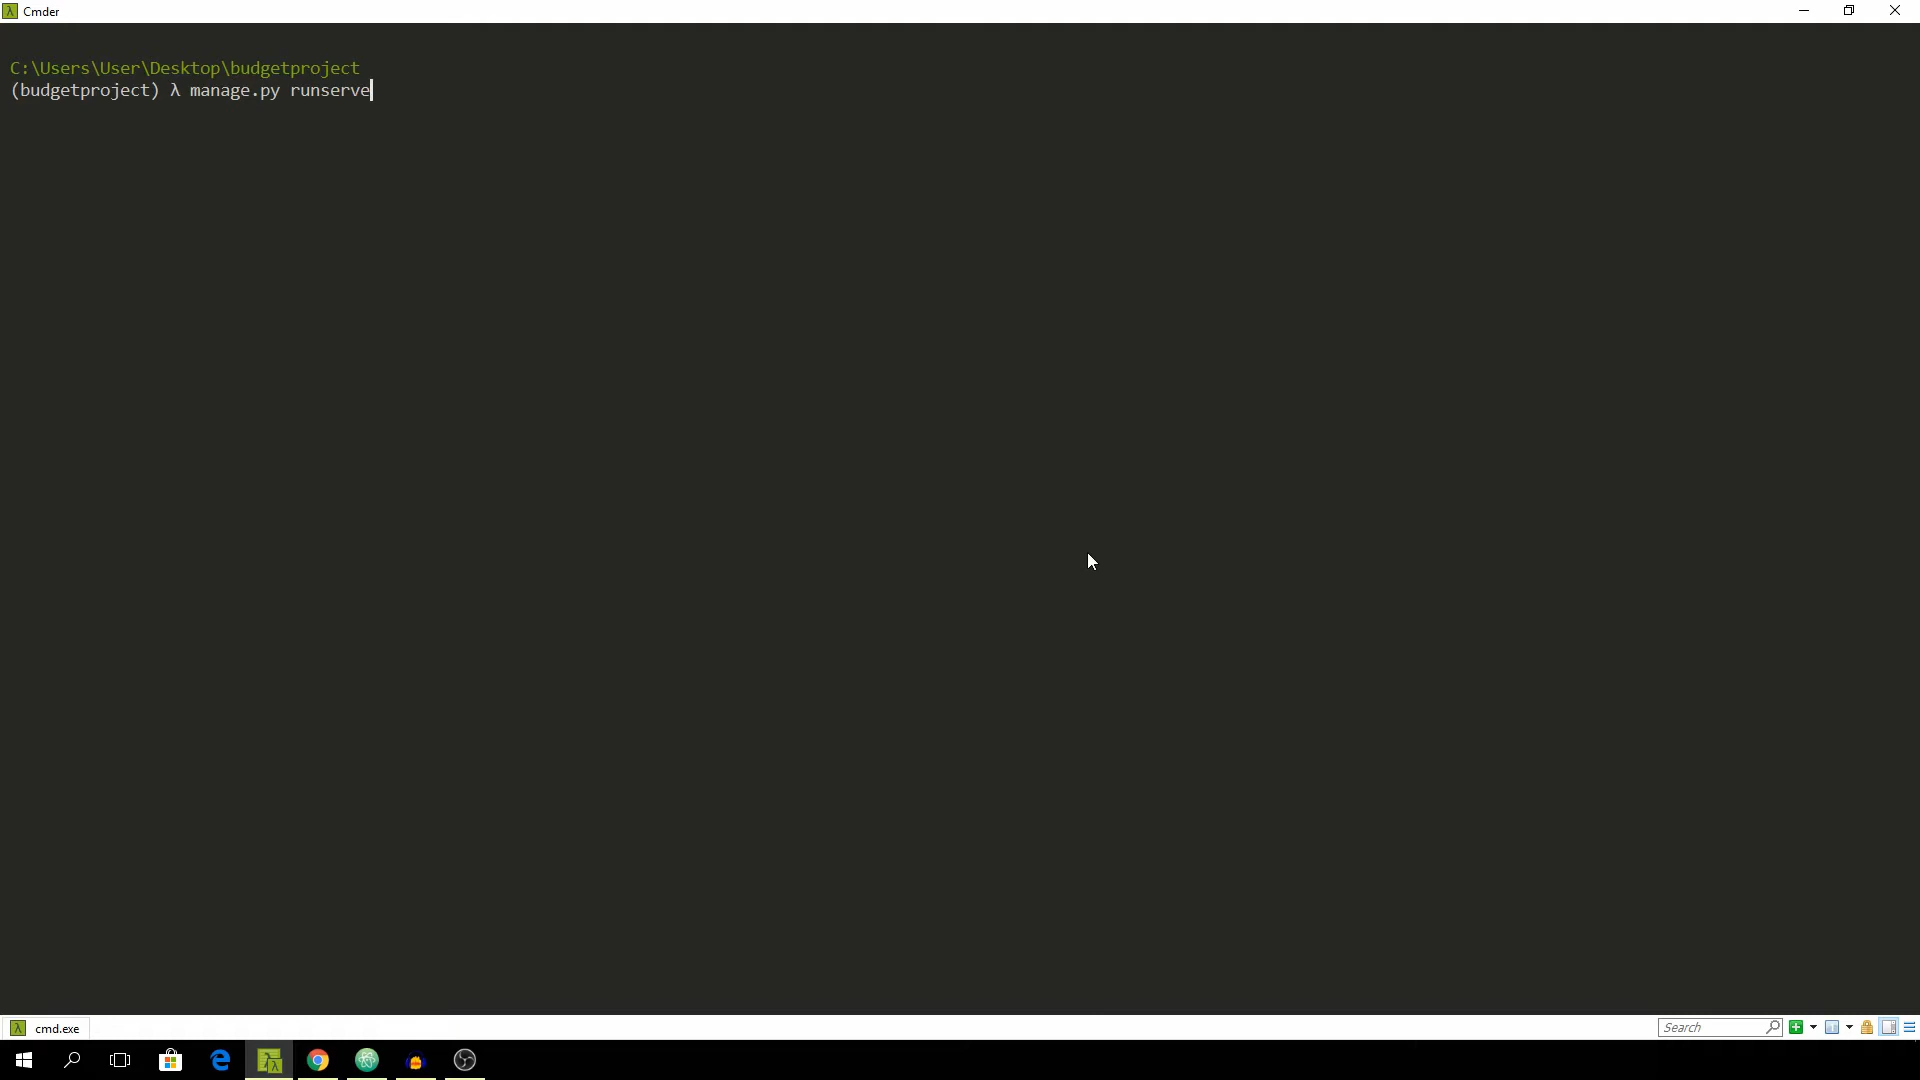 Cmder
C:\Users\User\Desktop\budgetproject
(budgetproject) λ manage.py runserve
cmd.exe
Search